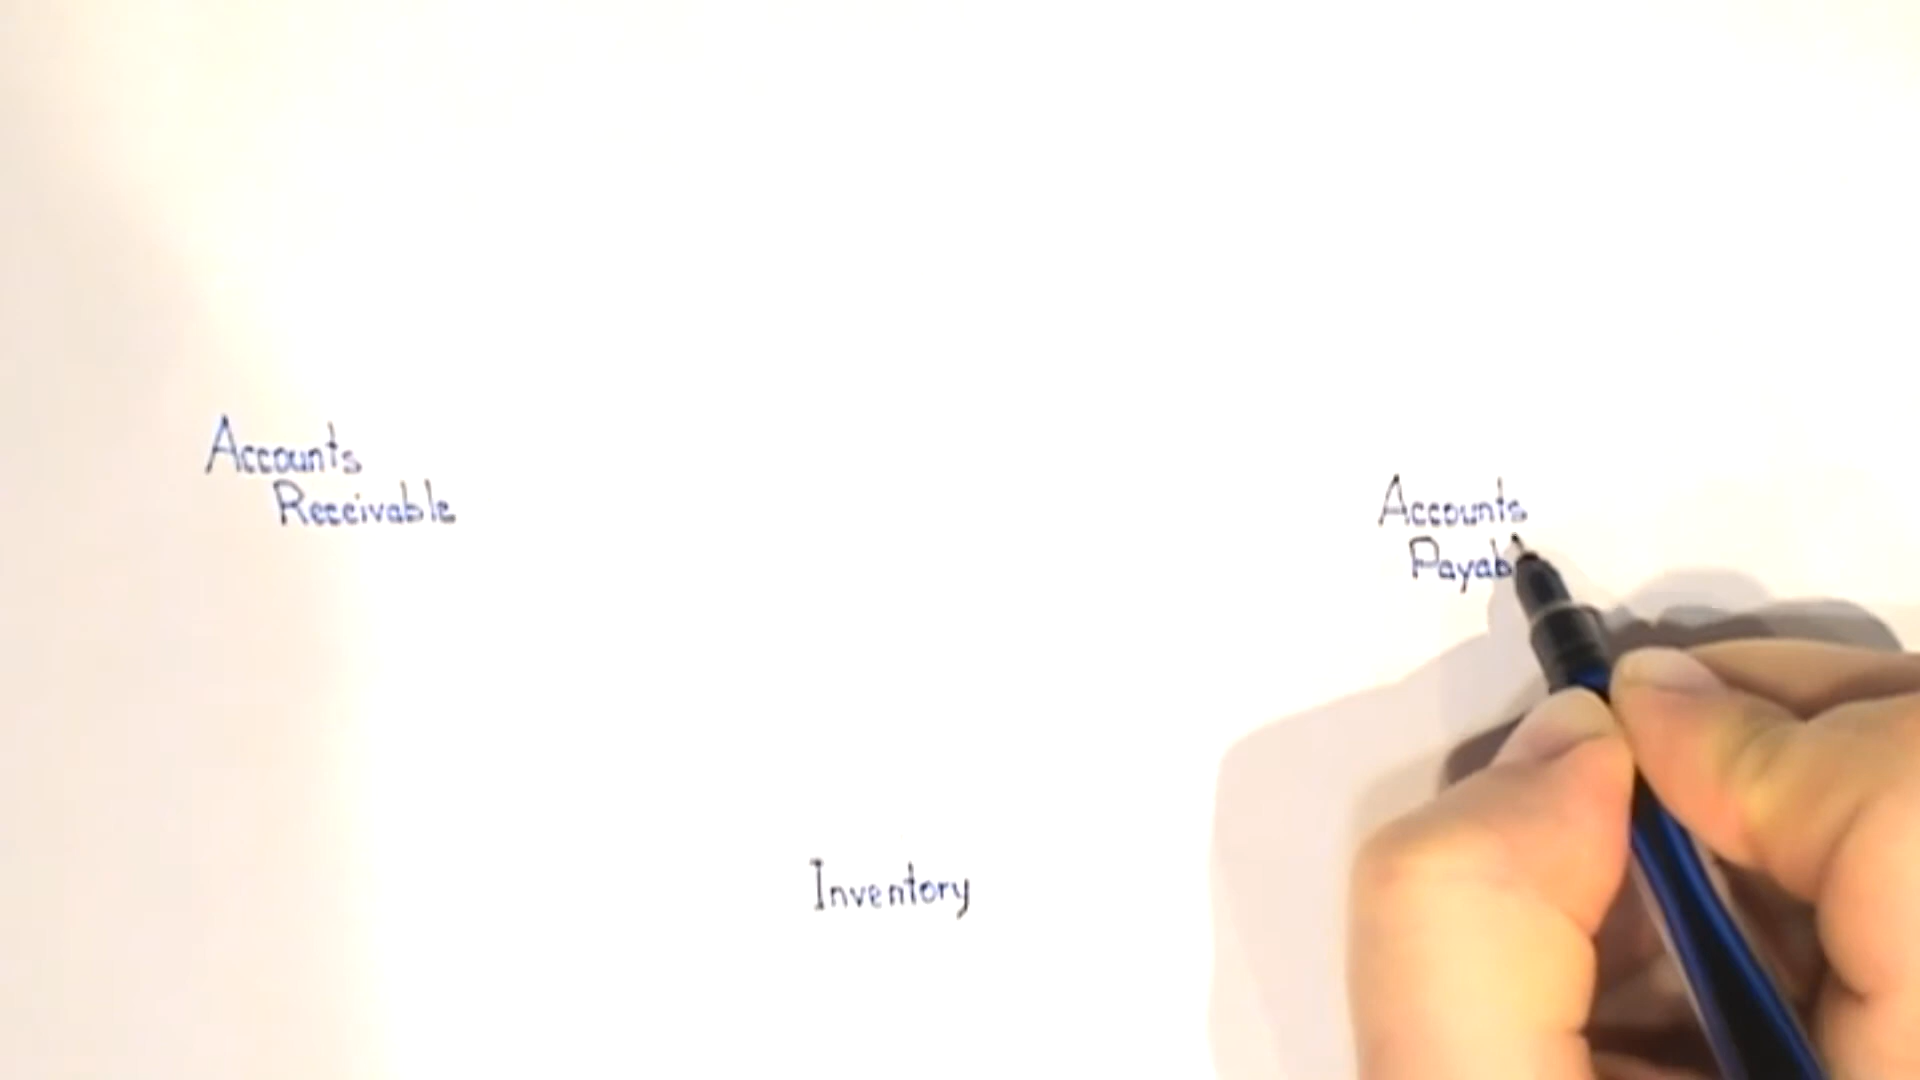 Accounts
Receivable
Accounts
Payab
Inventory